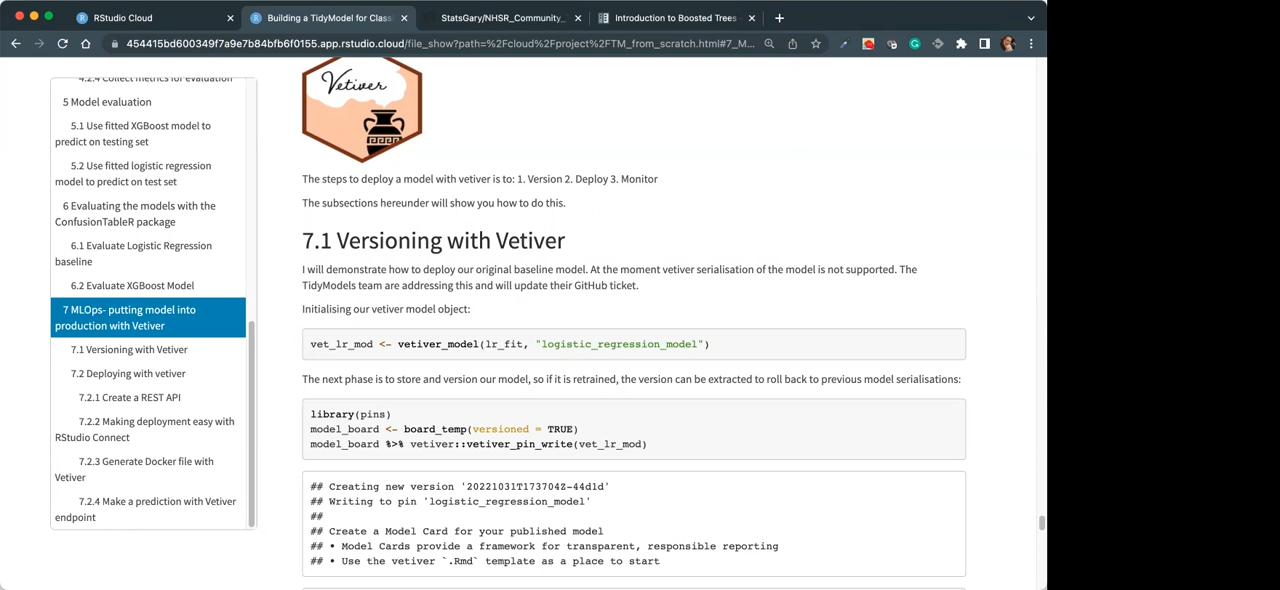 RStudio Cloud
Building a TidyModel for Class
StatsGary/NHSR_Community_
Introduction to Boosted Trees -
454415bd600349f7a9e7b84bfb6f0155.app.rstudio.cloud/file_show?path=%2Fcloud%2Fproject%2FTM_from_scratch.html#7_M...
4.2.4 Collect metrics for evaluation
5 Model evaluation
5.1 Use fitted XGBoost model to
predict on testing set
5.2 Use fitted logistic regression
model to predict on test set
6 Evaluating the models with the
ConfusionTableR package
6.1 Evaluate Logistic Regression
baseline
6.2 Evaluate XGBoost Model
7 MLOps- putting model into
production with Vetiver
7.1 Versioning with Vetiver
7.2 Deploying with vetiver
7.2.1 Create a REST API
7.2.2 Making deployment easy with
RStudio Connect
7.2.3 Generate Docker file with
Vetiver
7.2.4 Make a prediction with Vetiver
endpoint
Vetiver
The steps to deploy a model with vetiver is to: 1. Version 2. Deploy 3. Monitor
The subsections hereunder will show you how to do this.
7.1 Versioning with Vetiver
I will demonstrate how to deploy our original baseline model. At the moment vetiver serialisation of the model is not supported. The
TidyModels team are addressing this and will update their GitHub ticket.
Initialising our vetiver model object:
vet_lr_mod <- vetiver_model(lr_fit, "logistic_regression_model")
The next phase is to store and version our model, so if it is retrained, the version can be extracted to roll back to previous model serialisations:
library(pins)
model_board <- board_temp(versioned = TRUE)
model_board %>% vetiver::vetiver_pin_write(vet_lr_mod)
## Creating new version '20221031T173704Z-44d1d'
## Writing to pin 'logistic_regression_model'
##
## Create a Model Card for your published model
## • Model Cards provide a framework for transparent, responsible reporting
## • Use the vetiver `.Rmd` template as a place to start